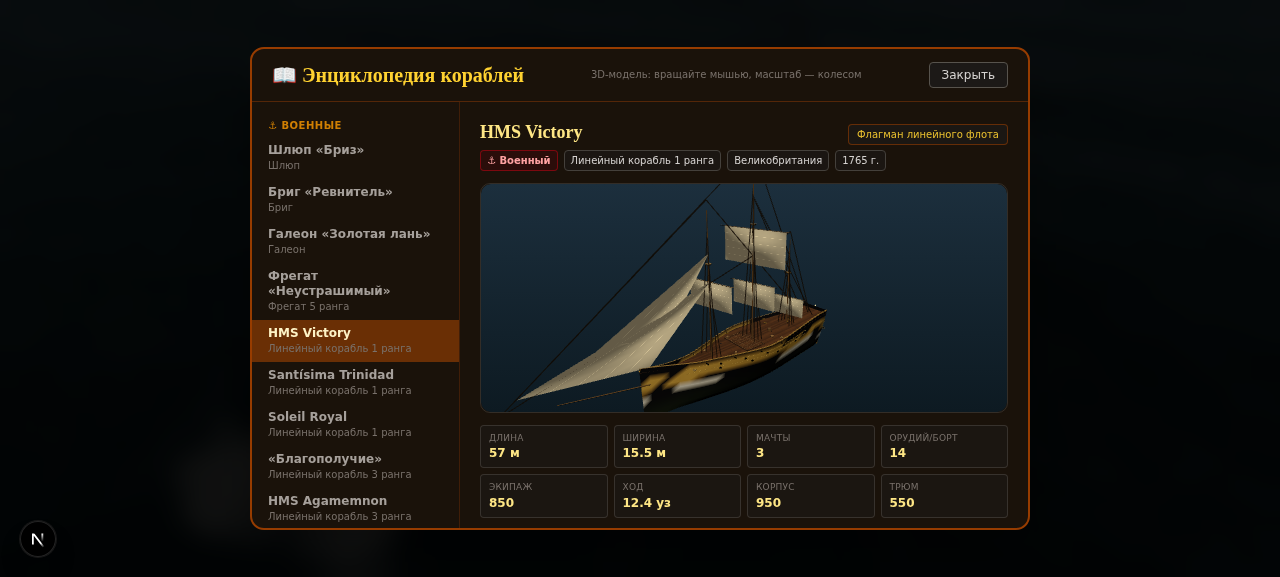 📖 Энциклопедия кораблей
3D-модель: вращайте мышью, масштаб — колесом
Закрыть
⚓ ВОЕННЫЕ
Шлюп «Бриз»
Шлюп
Бриг «Ревнитель»
Бриг
Галеон «Золотая лань»
Галеон
Фрегат
«Неустрашимый»
Фрегат 5 ранга
HMS Victory
Линейный корабль 1 ранга
Santísima Trinidad
Линейный корабль 1 ранга
Soleil Royal
Линейный корабль 1 ранга
«Благополучие»
Линейный корабль 3 ранга
HMS Agamemnon
Линейный корабль 3 ранга
HMS Victory
Флагман линейного флота
⚓ Военный
Линейный корабль 1 ранга
Великобритания
1765 г.
ДЛИНА
57 м
ШИРИНА
15.5 м
МАЧТЫ
3
ОРУДИЙ/БОРТ
14
ЭКИПАЖ
850
ХОД
12.4 уз
КОРПУС
950
ТРЮМ
550
N